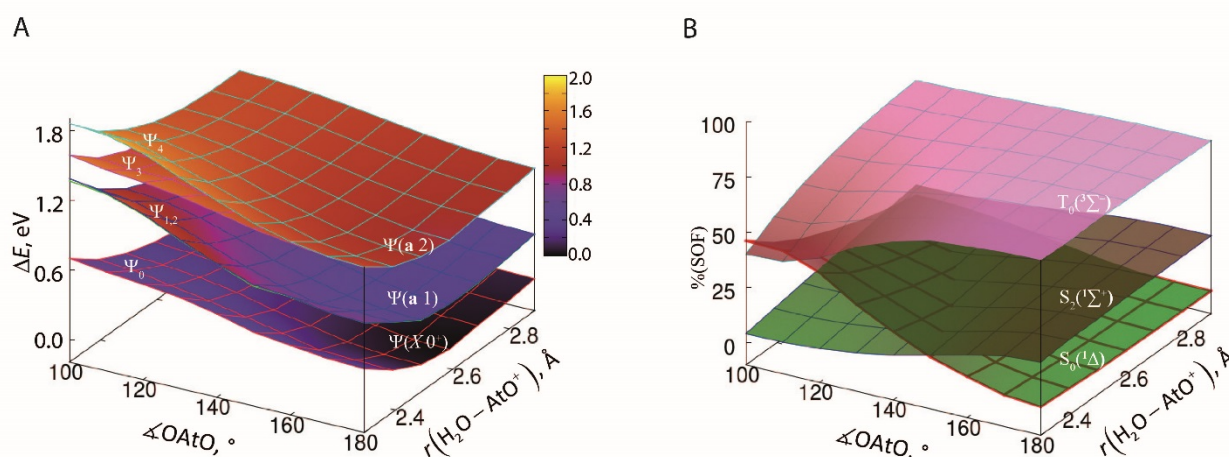 A
B
1.8
1.2
0.6
0.0
ΔE, eV
Ψ₄
Ψ₃
Ψ₁,₂
Ψ₀
Ψ(a 2)
Ψ(a 1)
Ψ(X 0⁺)
2.0
1.6
1.2
0.8
0.4
0.0
100
120
140
160
180
∡OAtO, °
2.4
2.6
2.8
r(H₂O – AtO⁺), Å
100
75
50
25
0
%(SOF)
T₀(³Σ⁻)
S₂(¹Σ⁺)
S₀(¹Δ)
100
120
140
160
180
∡OAtO, °
2.4
2.6
2.8
r(H₂O – AtO⁺), Å